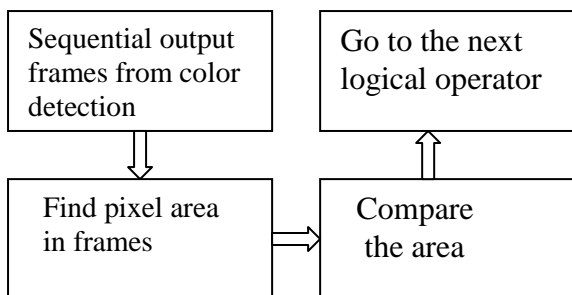 Sequential output
frames from color
detection
Go to the next
logical operator
Find pixel area
in frames
Compare
the area